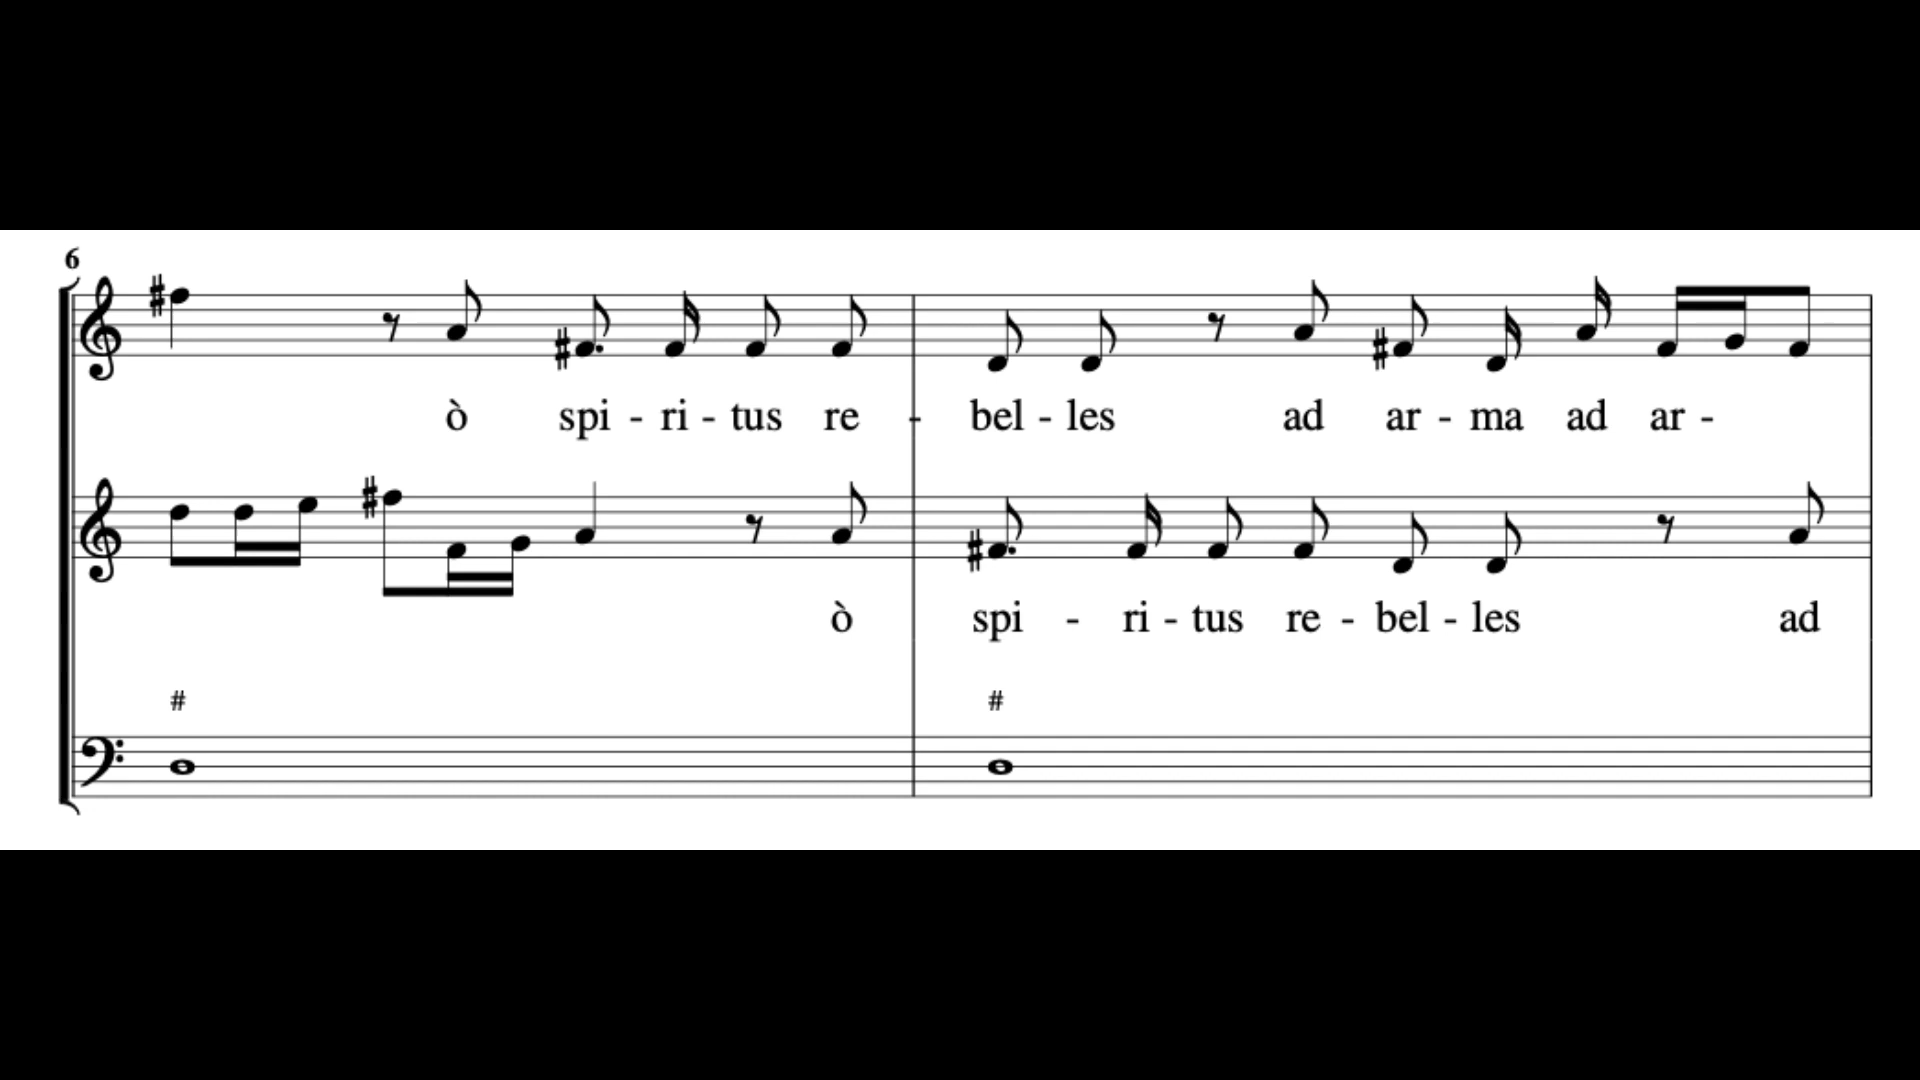 6
ò spi - ri - tus re - bel - les ad ar - ma ad ar -
ò spi - ri - tus re - bel - les ad
# #